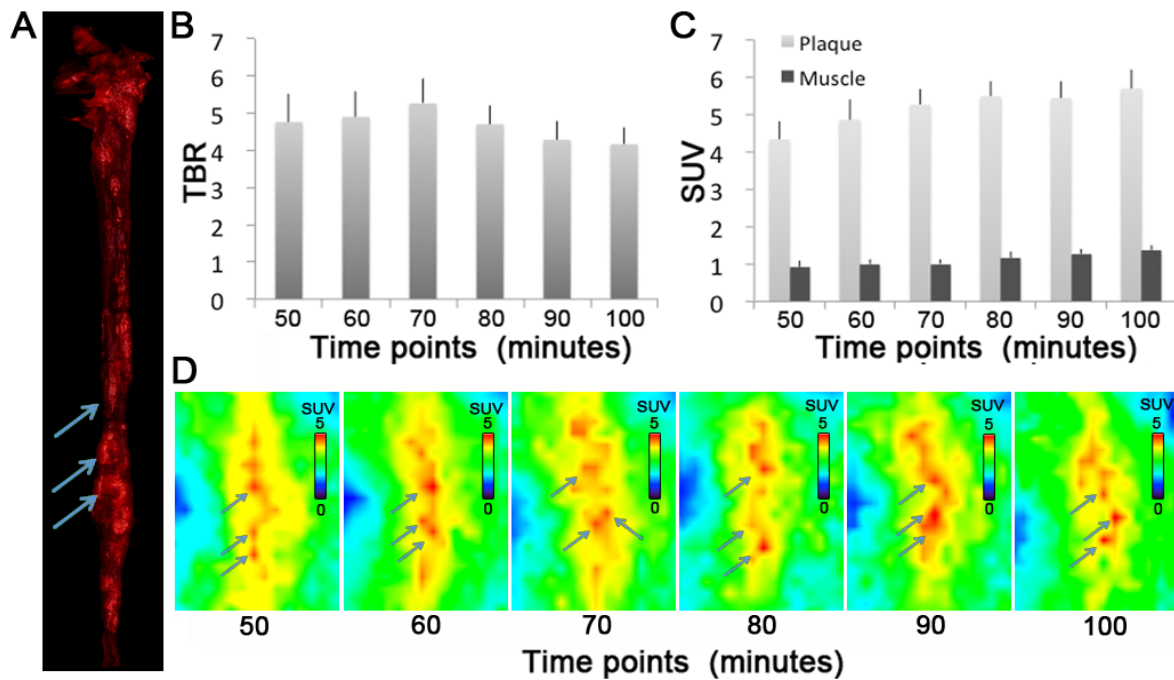 A
B
7
6
5
4
3
2
1
0
TBR
50 60 70 80 90 100
Time points (minutes)
C
7
6
5
4
3
2
1
0
SUV
Plaque
Muscle
50 60 70 80 90 100
Time points (minutes)
D
SUV SUV SUV SUV SUV SUV
5 5 5 5 5 5
0 0 0 0 0 0
50 60 70 80 90 100
Time points (minutes)